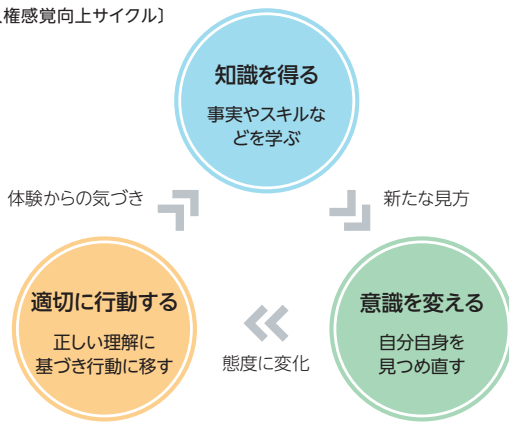 権感覚向上サイクル〕
知識を得る
事実やスキルな
どを学ぶ
体験からの気づき
新たな見方
適切に行動する
正しい理解に
基づき行動に移す
意識を変える
自分自身を
見つめ直す
態度に変化